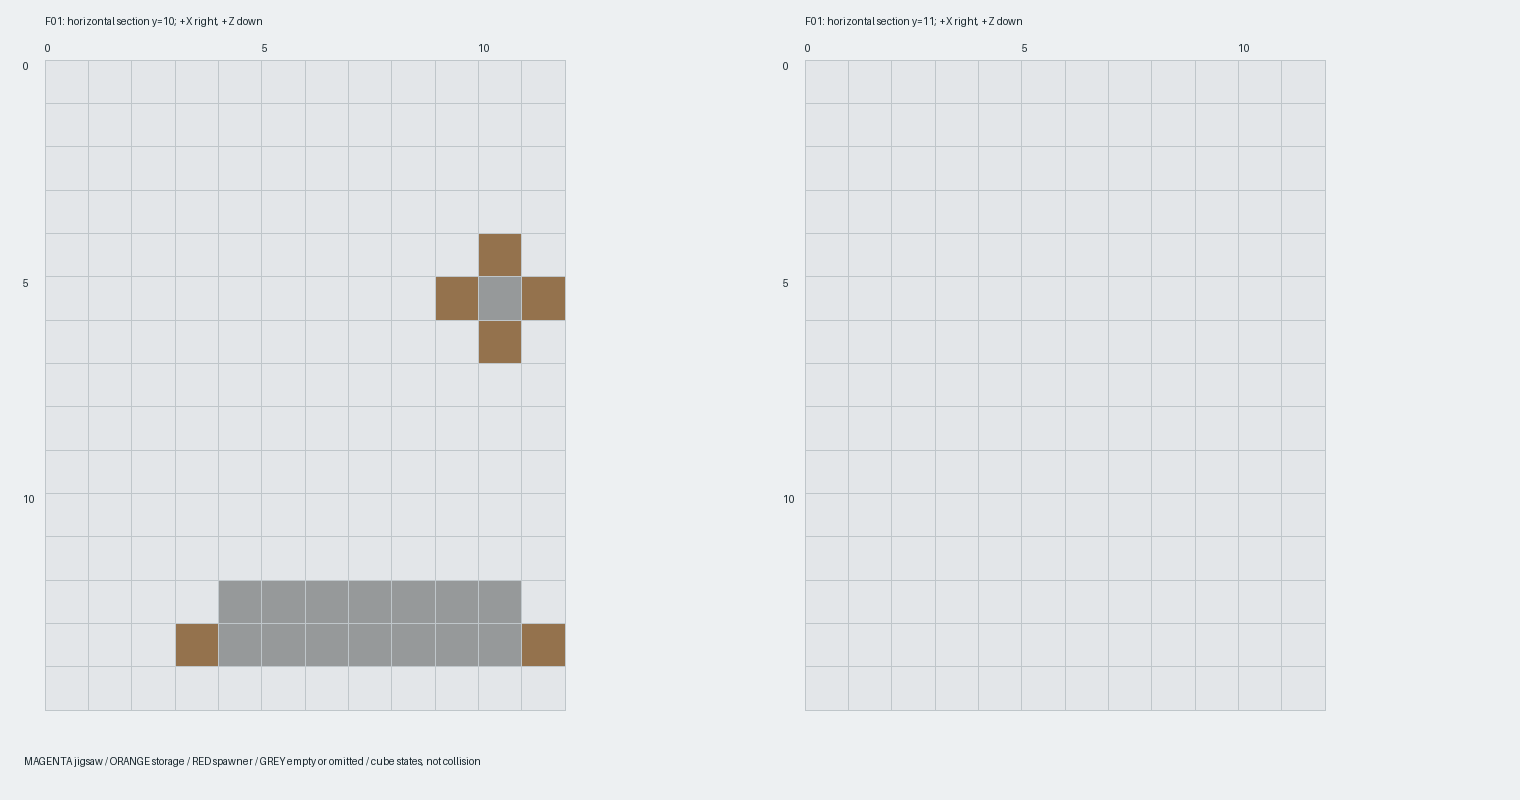 F01: horizontal section y=10; +X right, +Z down
0 5 10
0
5
10
F01: horizontal section y=11; +X right, +Z down
0 5 10
0
5
10
MAGENTA jigsaw / ORANGE storage / RED spawner / GREY empty or omitted / cube states, not collision